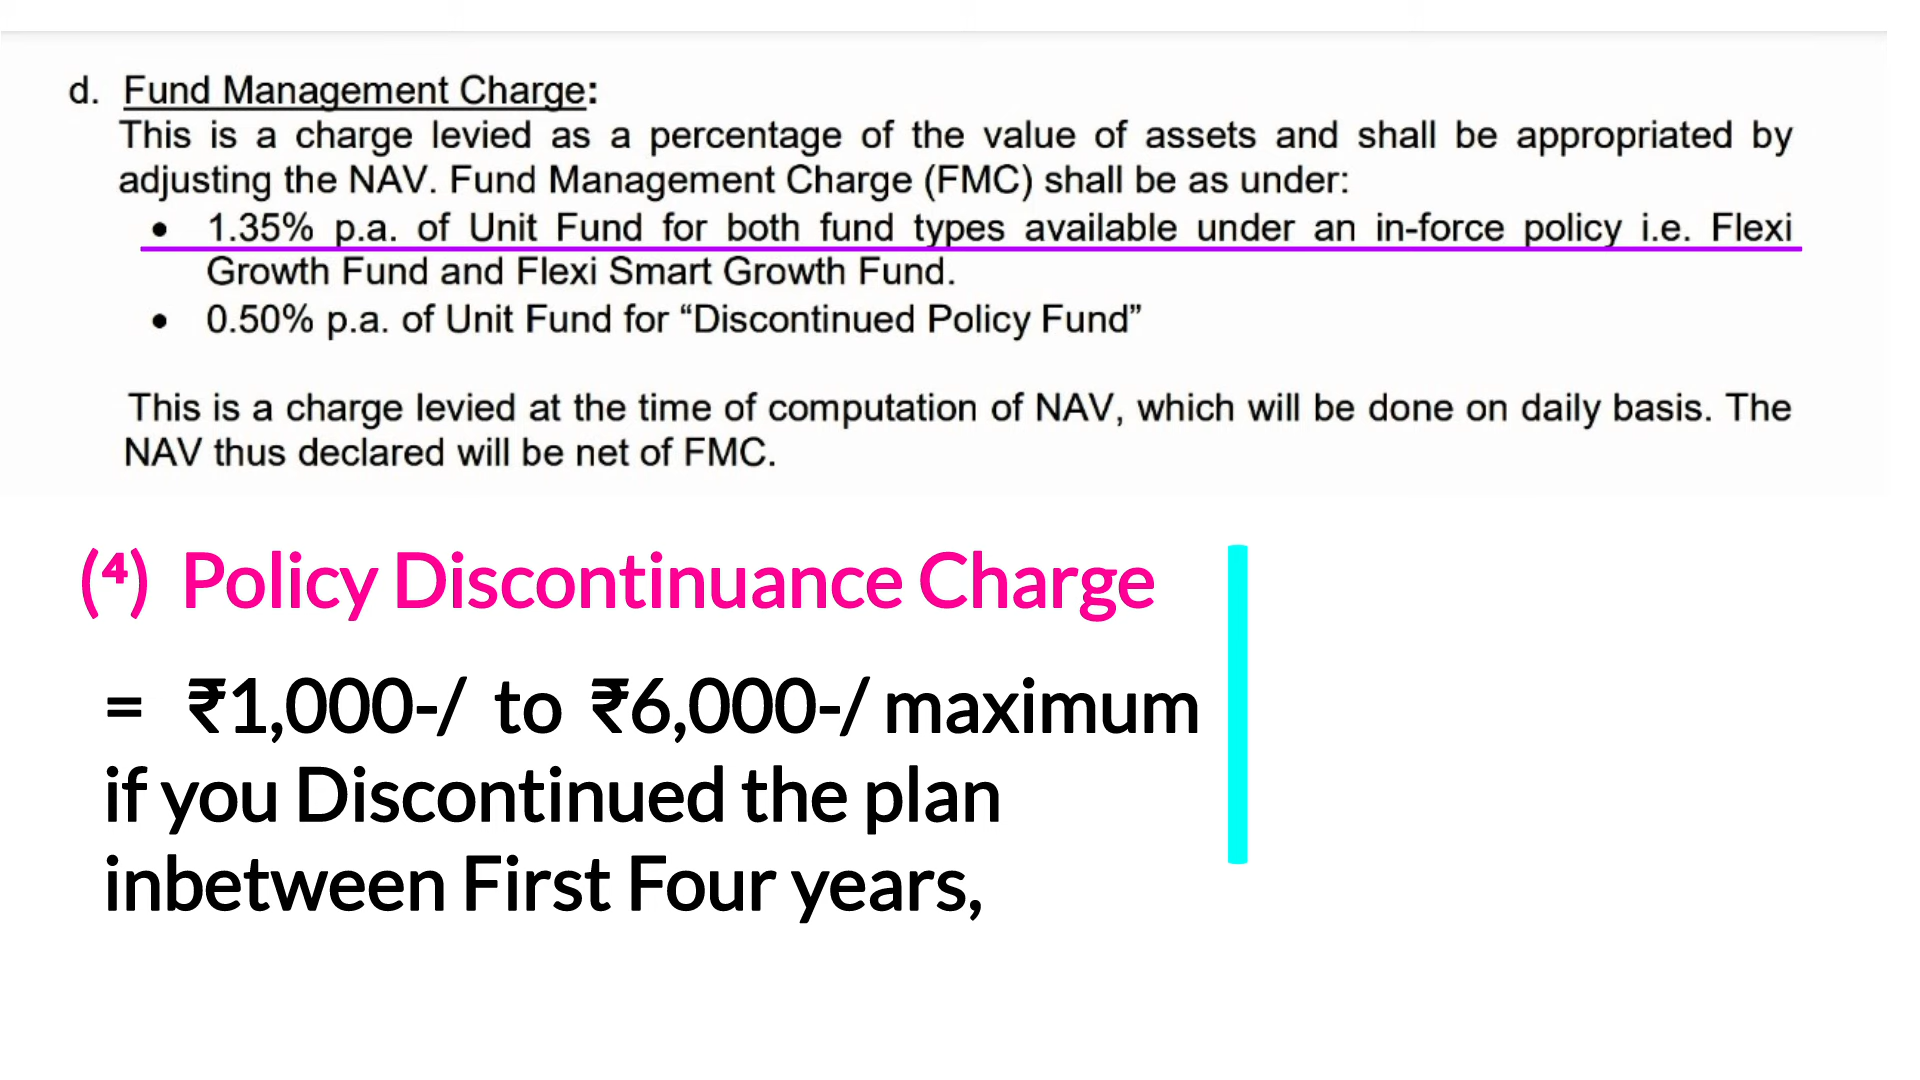 d. Fund Management Charge:
This is a charge levied as a percentage of the value of assets and shall be appropriated by
adjusting the NAV. Fund Management Charge (FMC) shall be as under:
• 1.35% p.a. of Unit Fund for both fund types available under an in-force policy i.e. Flexi
Growth Fund and Flexi Smart Growth Fund.
• 0.50% p.a. of Unit Fund for “Discontinued Policy Fund”
This is a charge levied at the time of computation of NAV, which will be done on daily basis. The
NAV thus declared will be net of FMC.
(⁴) Policy Discontinuance Charge
= ₹1,000-/ to ₹6,000-/ maximum
if you Discontinued the plan
inbetween First Four years,